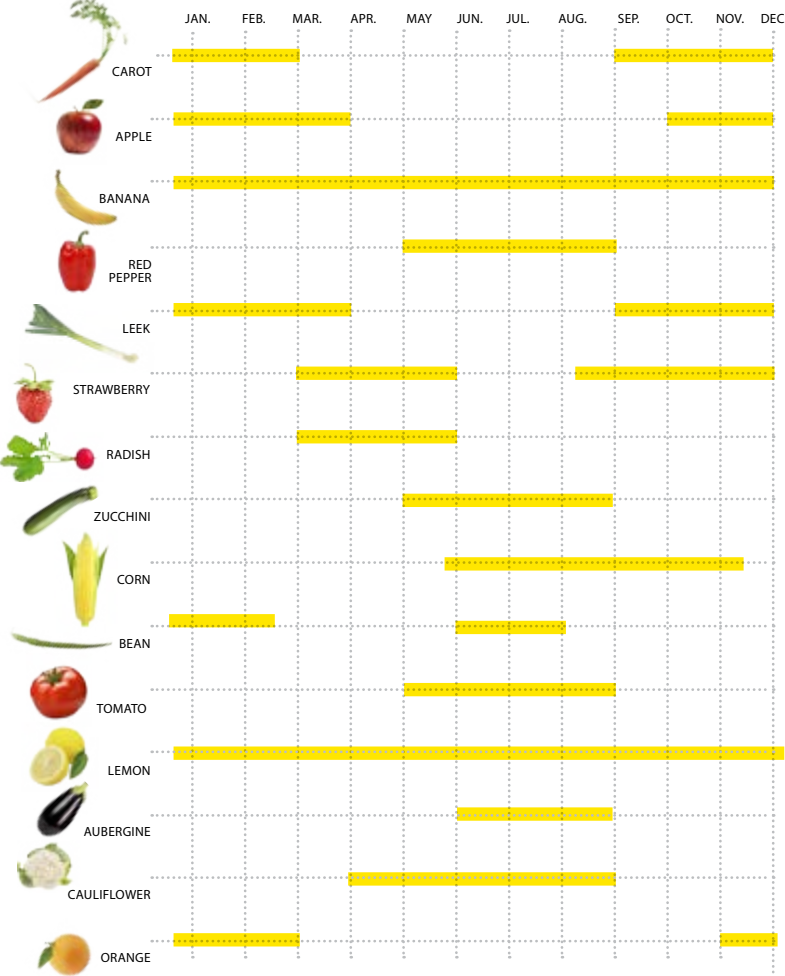 JAN. FEB. MAR. APR. MAY JUN. JUL. AUG. SEP. OCT. NOV. DEC
CAROT
APPLE
BANANA
RED
PEPPER
LEEK
STRAWBERRY
RADISH
ZUCCHINI
CORN
BEAN
TOMATO
LEMON
AUBERGINE
CAULIFLOWER
ORANGE